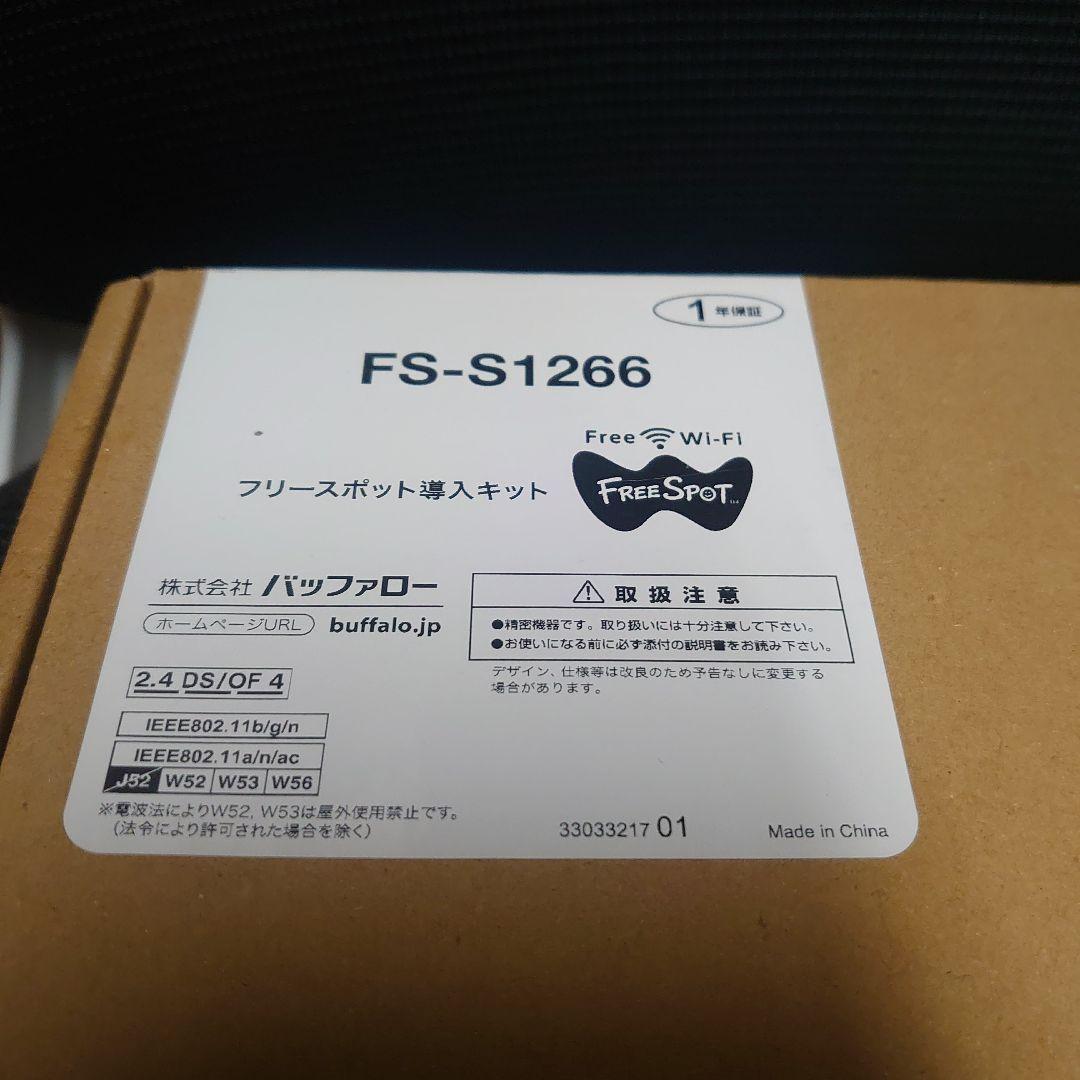 1年保証
FS-S1266
Free Wi-Fi
FREESPOT
フリースポット導入キット
株式会社 バッファロー
ホームページURL buffalo.jp
⚠取扱注意
●精密機器です。取り扱いには十分注意して下さい。
●お使いになる前に必ず添付の説明書をお読み下さい。
デザイン、仕様等は改良のため予告なしに変更する
場合があります。
2.4 DS/OF 4
IEEE802.11b/g/n
IEEE802.11a/n/ac
J52 W52 W53 W56
※電波法によりW52, W53は屋外使用禁止です。
(法令により許可された場合を除く)
33033217 01
Made in China